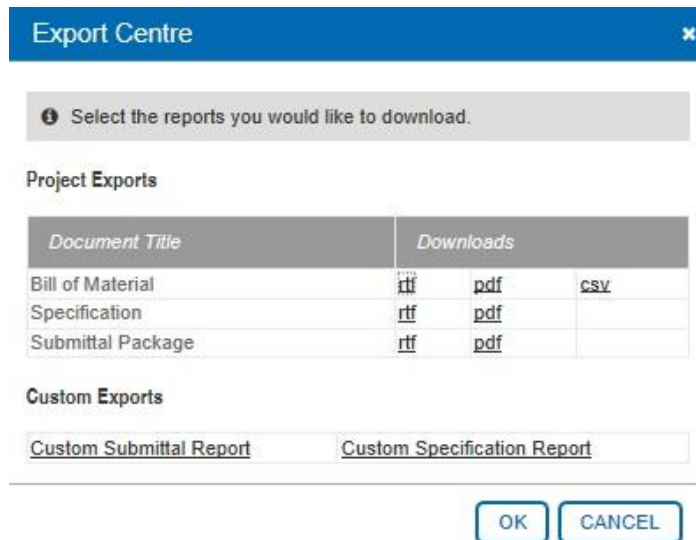 Export Centre
Select the reports you would like to download.
Project Exports
Document Title Downloads
Bill of Material rtf pdf csv
Specification rtf pdf
Submittal Package rtf pdf
Custom Exports
Custom Submittal Report Custom Specification Report
OK CANCEL